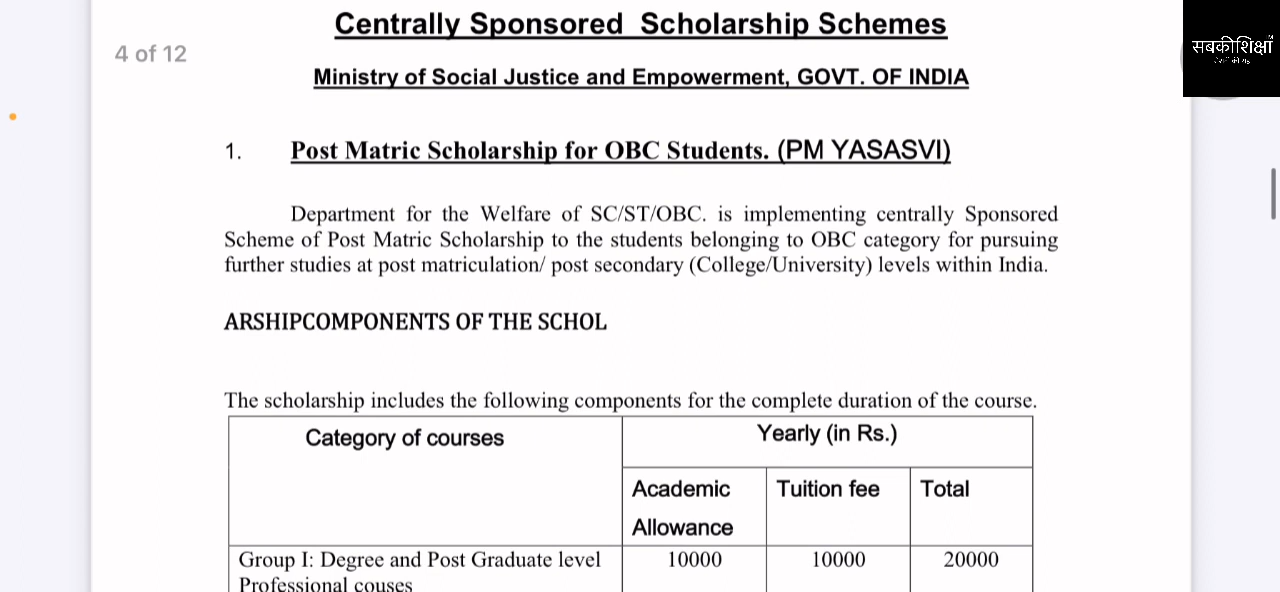 Centrally Sponsored Scholarship Schemes
4 of 12
Ministry of Social Justice and Empowerment, GOVT. OF INDIA
सबकीशिक्षा
1. Post Matric Scholarship for OBC Students. (PM YASASVI)
Department for the Welfare of SC/ST/OBC. is implementing centrally Sponsored
Scheme of Post Matric Scholarship to the students belonging to OBC category for pursuing
further studies at post matriculation/ post secondary (College/University) levels within India.
ARSHIPCOMPONENTS OF THE SCHOL
The scholarship includes the following components for the complete duration of the course.
Category of courses
Yearly (in Rs.)
Academic
Allowance
Tuition fee
Total
Group I: Degree and Post Graduate level
Professional couses
10000
10000
20000